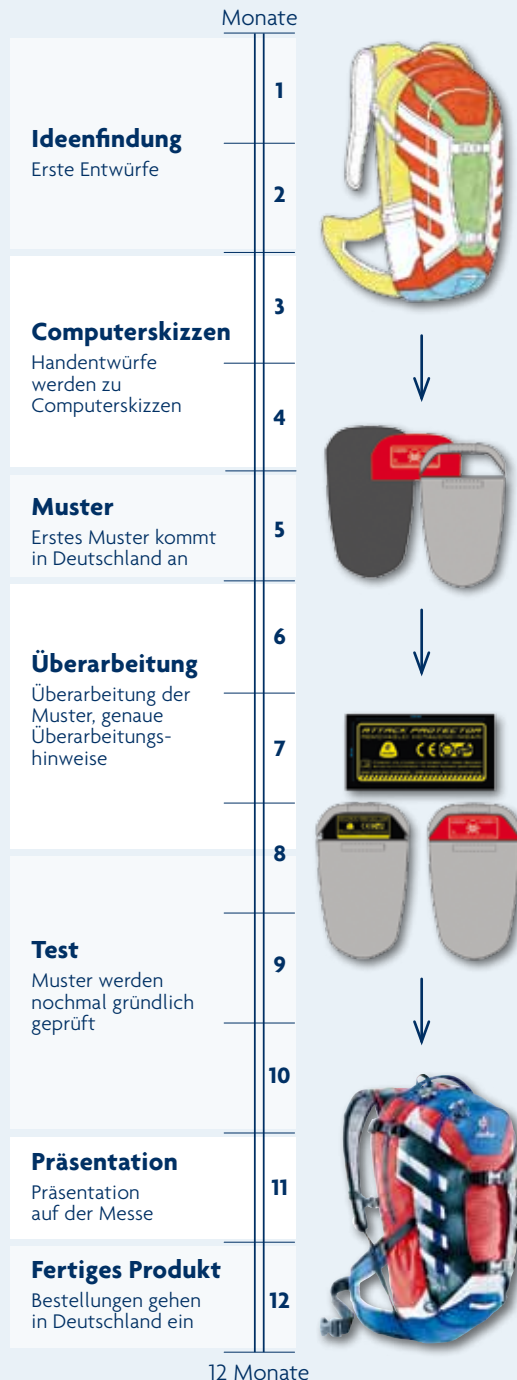 Monate
1
Ideenfindung
Erste Entwürfe
2
3
Computerskizzen
Handentwürfe
werden zu
Computerskizzen
4
Muster
Erstes Muster kommt
in Deutschland an
5
6
Überarbeitung
Überarbeitung der
Muster, genaue
Überarbeitungs-
hinweise
7
ATTACK PROTECTOR
CE
8
Test
Muster werden
nochmal gründlich
geprüft
9
10
Präsentation
Präsentation
auf der Messe
11
Fertiges Produkt
Bestellungen gehen
in Deutschland ein
12
12 Monate